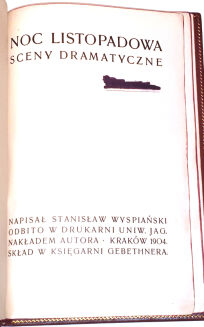 NOC LISTOPADOWA
SCENY DRAMATYCZNE
NAPISAŁ STANISŁAW WYSPIAŃSKI
ODBITO W DRUKARNI UNIW. JAG.
NAKŁADEM AUTORA · KRAKÓW 1904.
SKŁAD W KSIĘGARNI GEBETHNERA.